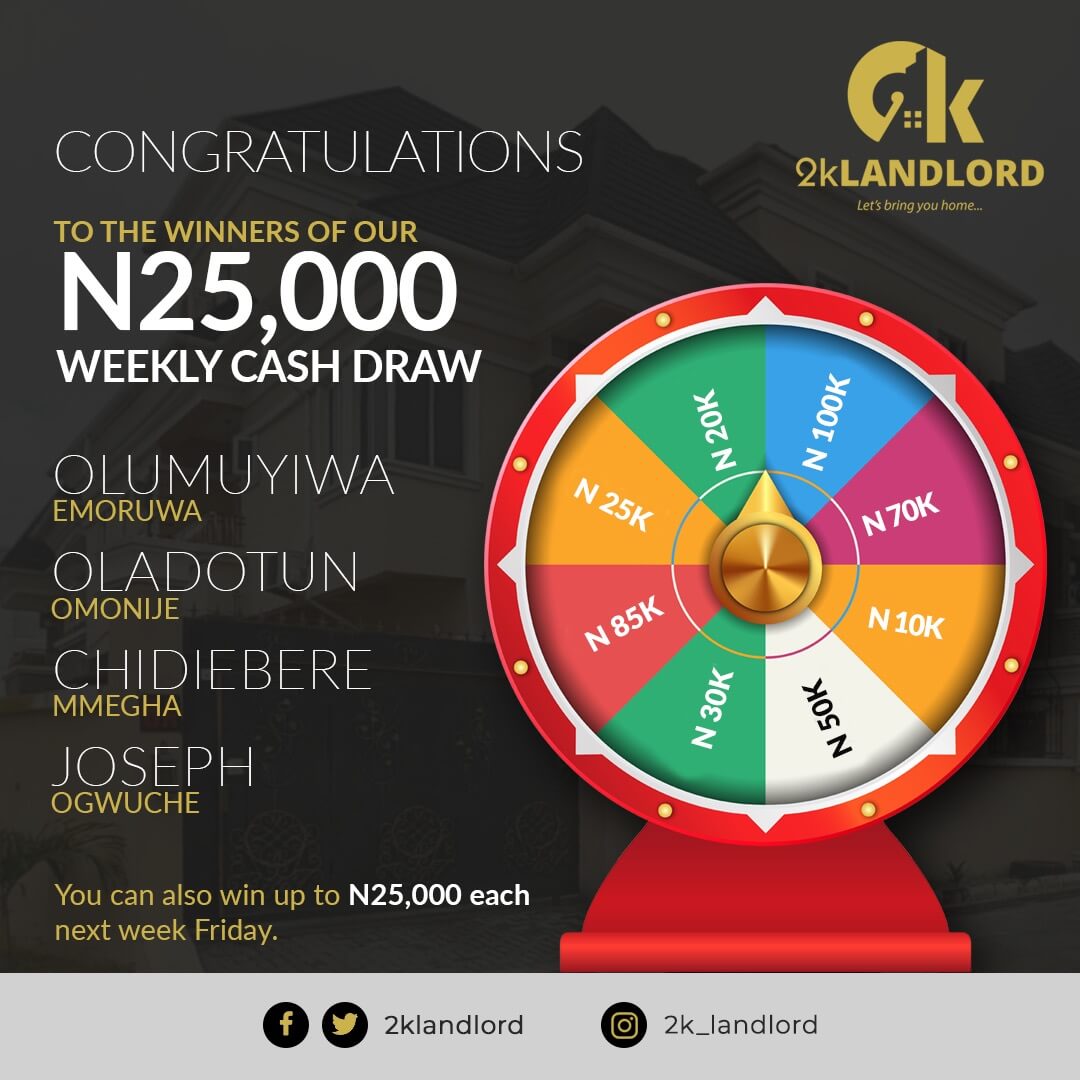 2kLANDLORD
Let's bring you home...
CONGRATULATIONS
TO THE WINNERS OF OUR
N25,000
WEEKLY CASH DRAW
OLUMUYIWA
EMORUWA
OLADOTUN
OMONIJE
CHIDIEBERE
MMEGHA
JOSEPH
OGWUCHE
N 20K
N 100K
N 70K
N 10K
N 50K
N 30K
N 85K
N 25K
You can also win up to N25,000 each
next week Friday.
2klandlord
2k_landlord